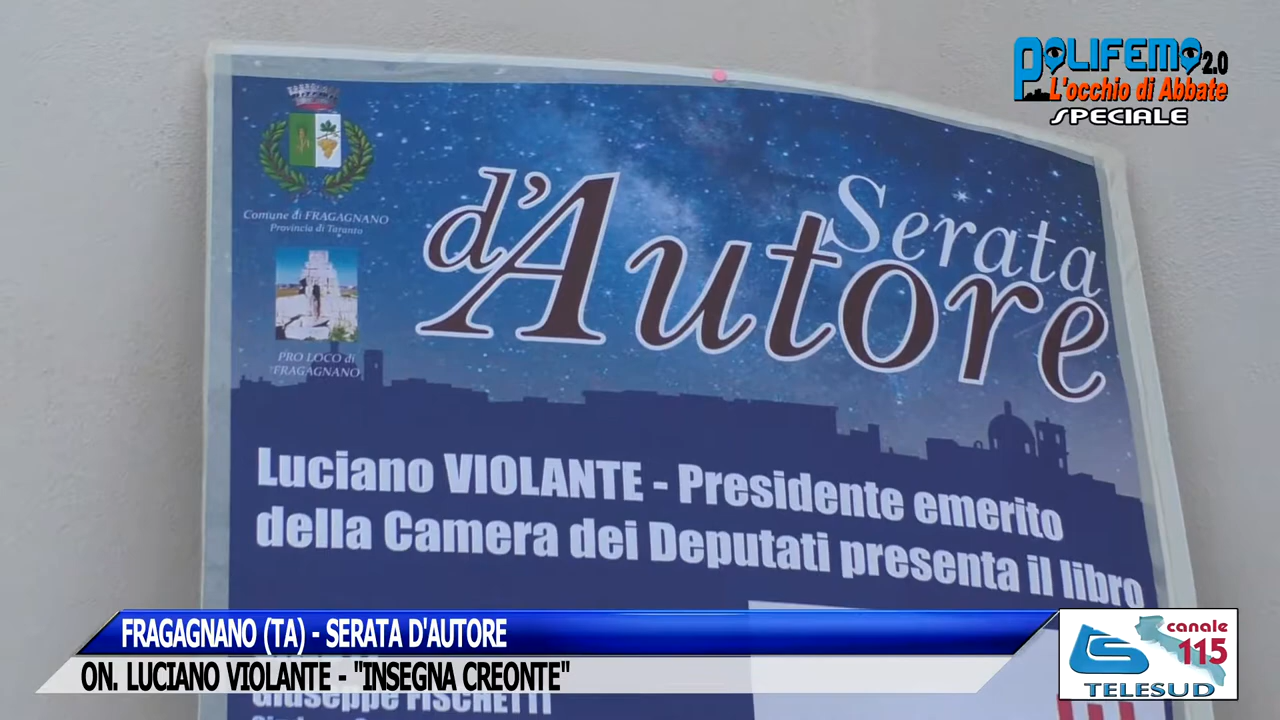 POLIFEMO 2.0
L'occhio di Abbate
SPECIALE
Comune di FRAGAGNANO
Provincia di Taranto
PRO LOCO di
FRAGAGNANO
Serata
d'Autore
Luciano VIOLANTE - Presidente emerito
della Camera dei Deputati presenta il libro
Giuseppe FISCHETTI
FRAGAGNANO (TA) - SERATA D'AUTORE
ON. LUCIANO VIOLANTE - "INSEGNA CREONTE"
canale
115
TELESUD